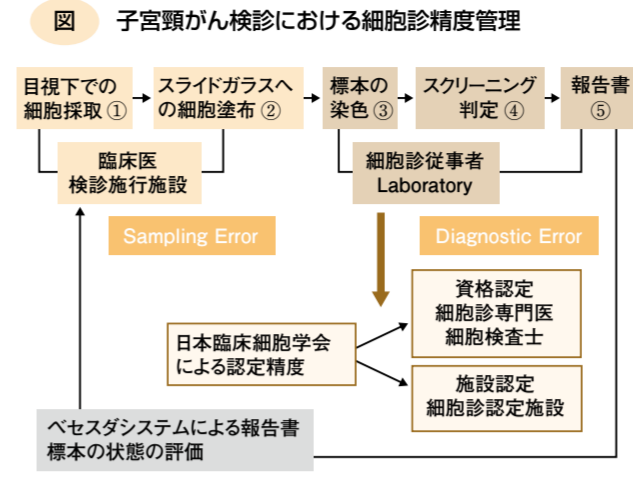 図 子宮頸がん検診における細胞診精度管理
目視下での
細胞採取①
スライドガラスへ
の細胞塗布②
標本の
染色③
スクリーニング
判定④
報告書
⑤
臨床医
検診施行施設
細胞診従事者
Laboratory
Sampling Error
Diagnostic Error
資格認定
細胞診専門医
細胞検査士
日本臨床細胞学会
による認定精度
施設認定
細胞診認定施設
ベセスダシステムによる報告書
標本の状態の評価